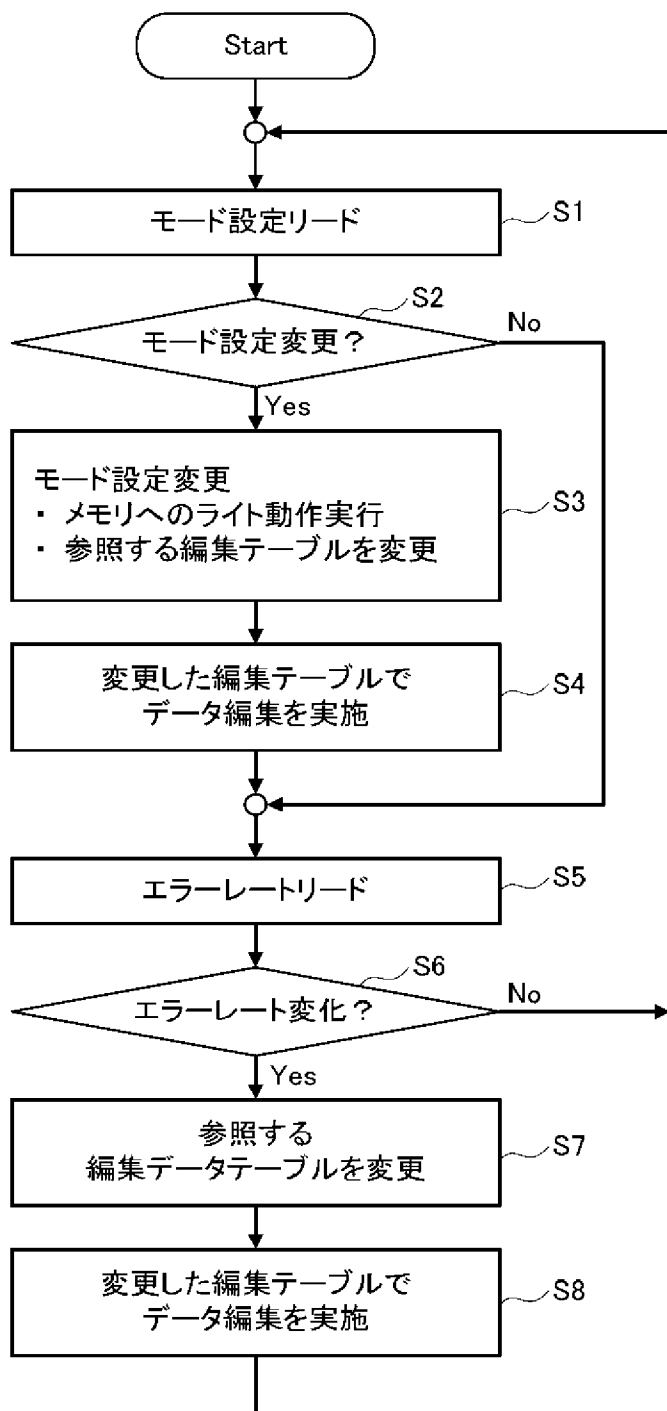 Start
モード設定リード
S1
モード設定変更？
S2
No
Yes
モード設定変更
・ メモリへのライト動作実行
・ 参照する編集テーブルを変更
S3
変更した編集テーブルで
データ編集を実施
S4
エラーレートリード
S5
エラーレート変化？
S6
No
Yes
参照する
編集データテーブルを変更
S7
変更した編集テーブルで
データ編集を実施
S8